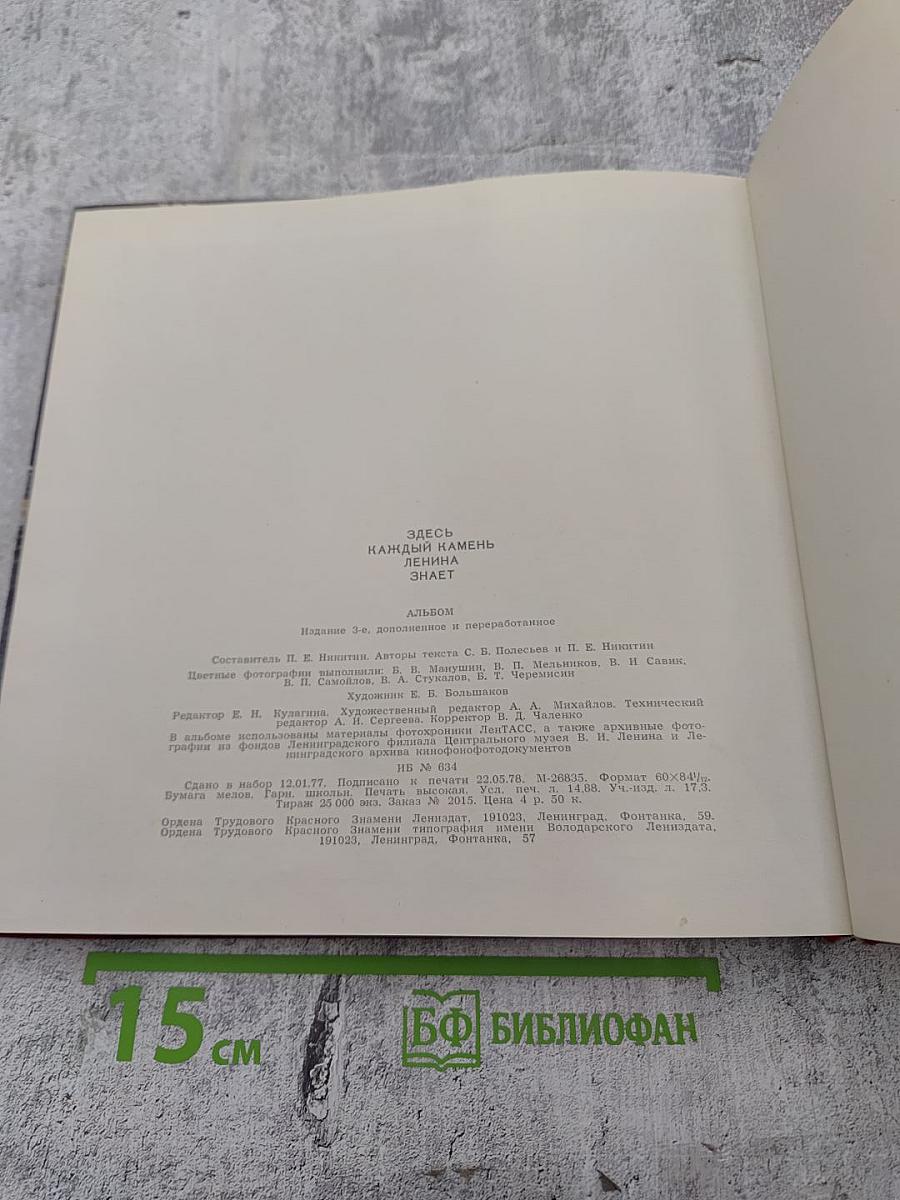 ЗДЕСЬ
КАЖДЫЙ КАМЕНЬ
ЛЕНИНА
ЗНАЕТ
АЛЬБОМ
Издание 3-е, дополненное и переработанное
Составитель П. Е. Никитин. Авторы текста С. Б. Полесьев и П. Е. Никитин
Цветные фотографии выполнили: Б. В. Манушин, В. П. Мельников, В. И Савик,
В. П. Самойлов, В. А. Стукалов, Б. Т. Черемисин
Художник Е. Б. Большаков
Редактор Е. Н. Кулагина. Художественный редактор А. А. Михайлов. Технический
редактор А. И. Сергеева. Корректор В. Д. Чаленко
В альбоме использованы материалы фотохроники ЛенТАСС, а также архивные фото-
графии из фондов Ленинградского филиала Центрального музея В. И. Ленина и Ле-
нинградского архива кинофонофотодокументов
ИБ № 634
Сдано в набор 12.01.77. Подписано к печати 22.05.78. М-26835. Формат 60×84¹/₁₂.
Бумага мелов. Гарн. школьн. Печать высокая. Усл. печ. л. 14,88. Уч.-изд. л. 17,3.
Тираж 25 000 экз. Заказ № 2015. Цена 4 р. 50 к.
Ордена Трудового Красного Знамени Лениздат, 191023, Ленинград, Фонтанка, 59.
Ордена Трудового Красного Знамени типография имени Володарского Лениздата,
191023, Ленинград, Фонтанка, 57
15 см
БФ БИБЛИОФАН